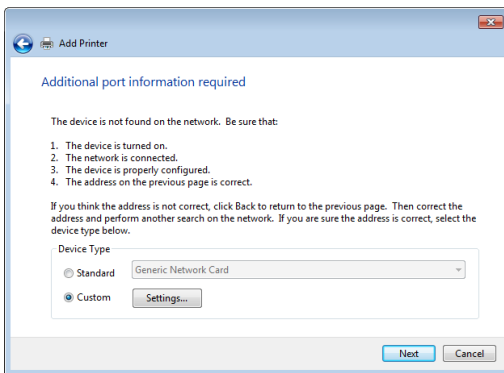 Add Printer
Additional port information required
The device is not found on the network.  Be sure that:
1.  The device is turned on.
2.  The network is connected.
3.  The device is properly configured.
4.  The address on the previous page is correct.
If you think the address is not correct, click Back to return to the previous page.  Then correct the
address and perform another search on the network.  If you are sure the address is correct, select the
device type below.
Device Type
Standard
Generic Network Card
Custom
Settings...
Next
Cancel